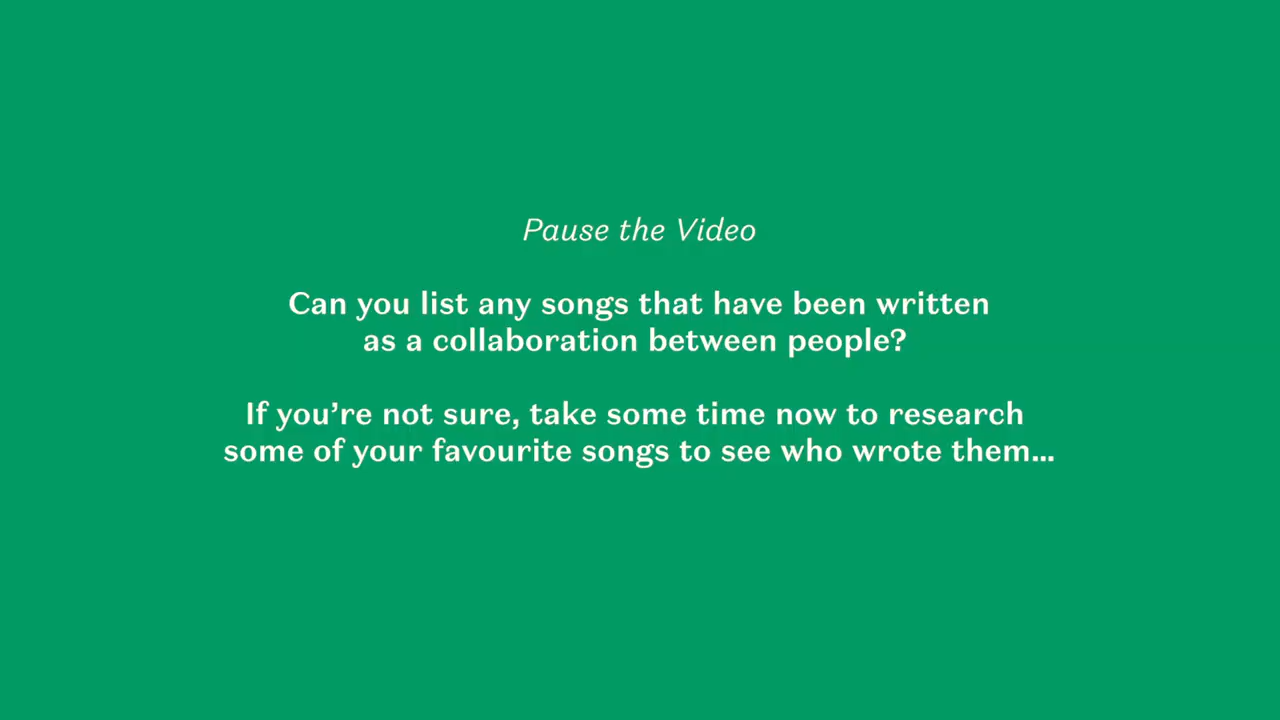 Pause the Video
Can you list any songs that have been written
as a collaboration between people?
If you’re not sure, take some time now to research
some of your favourite songs to see who wrote them...